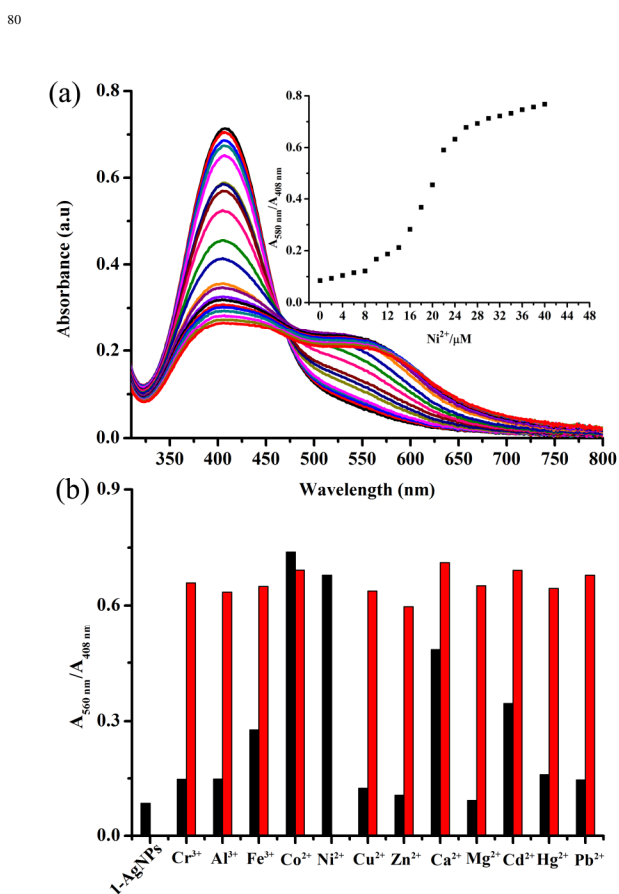 80
(a)
0.8
0.6
0.4
0.2
0.0
Absorbance (a.u)
350 400 450 500 550 600 650 700 750 800
Wavelength (nm)
0.8
0.6
0.4
0.2
0.0
A580 nm/A408 nm
0 4 8 12 16 20 24 28 32 36 40 44 48
Ni2+/μM
(b)
0.9
0.6
0.3
0.0
A560 nm/A408 nm
1-AgNPs Cr3+ Al3+ Fe3+ Co2+ Ni2+ Cu2+ Zn2+ Ca2+ Mg2+ Cd2+ Hg2+ Pb2+